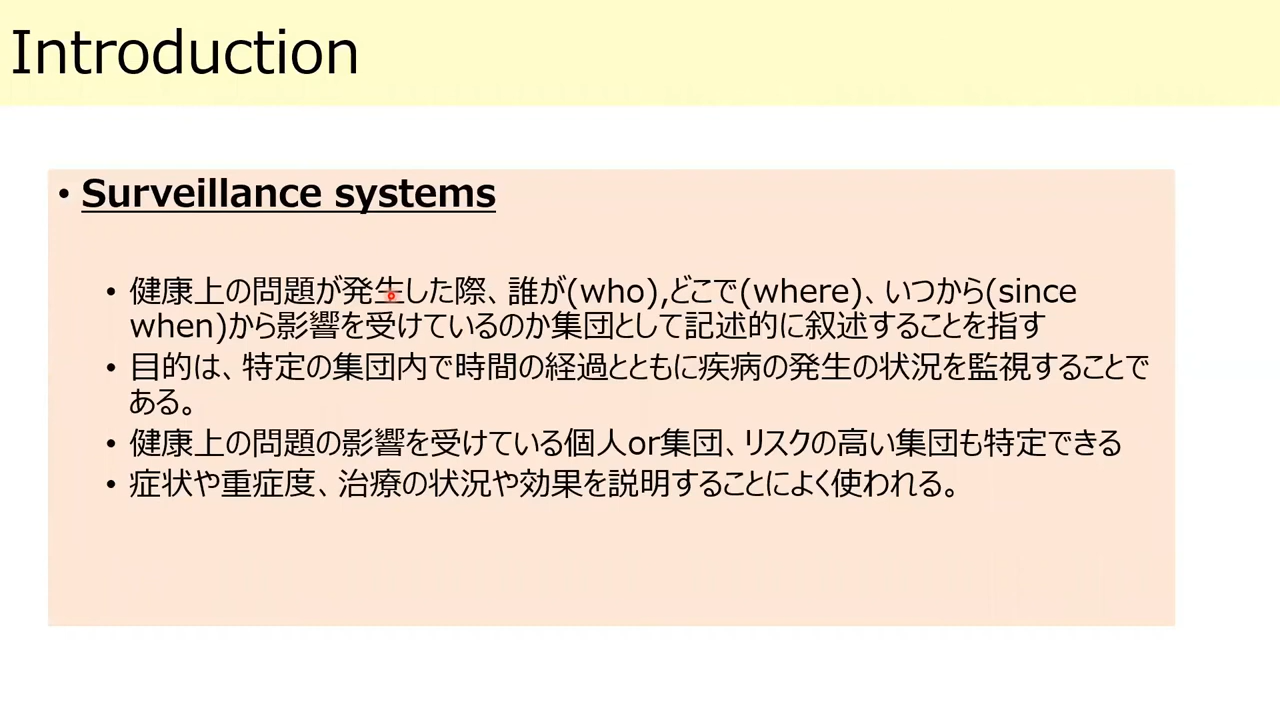 Introduction
• Surveillance systems
• 健康上の問題が発生した際、誰が(who),どこで(where)、いつから(since
when)から影響を受けているのか集団として記述的に叙述することを指す
• 目的は、特定の集団内で時間の経過とともに疾病の発生の状況を監視することで
ある。
• 健康上の問題の影響を受けている個人or集団、リスクの高い集団も特定できる
• 症状や重症度、治療の状況や効果を説明することによく使われる。